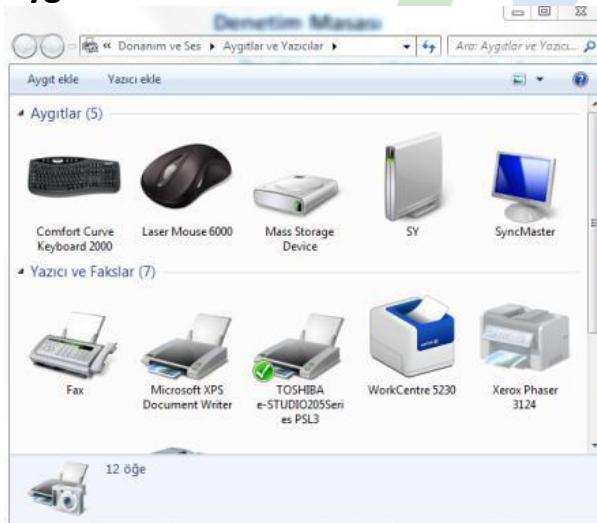 Denetim Masası
« Donanım ve Ses ▸ Aygıtlar ve Yazıcılar ▸
Ara: Aygıtlar ve Yazıcı...
Aygıt ekle Yazıcı ekle
Aygıtlar (5)
Comfort Curve Keyboard 2000
Laser Mouse 6000
Mass Storage Device
SY
SyncMaster
Yazıcı ve Fakslar (7)
Fax
Microsoft XPS Document Writer
TOSHIBA e-STUDIO205Seri es PSL3
WorkCentre 5230
Xerox Phaser 3124
12 öğe